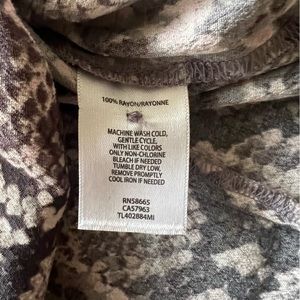 100% RAYON/RAYONNE
MACHINE WASH COLD,
GENTLE CYCLE,
WITH LIKE COLORS
ONLY NON-CHLORINE
BLEACH IF NEEDED
TUMBLE DRY LOW,
REMOVE PROMPTLY
COOL IRON IF NEEDED
RN58665
CA57963
TL402884MI